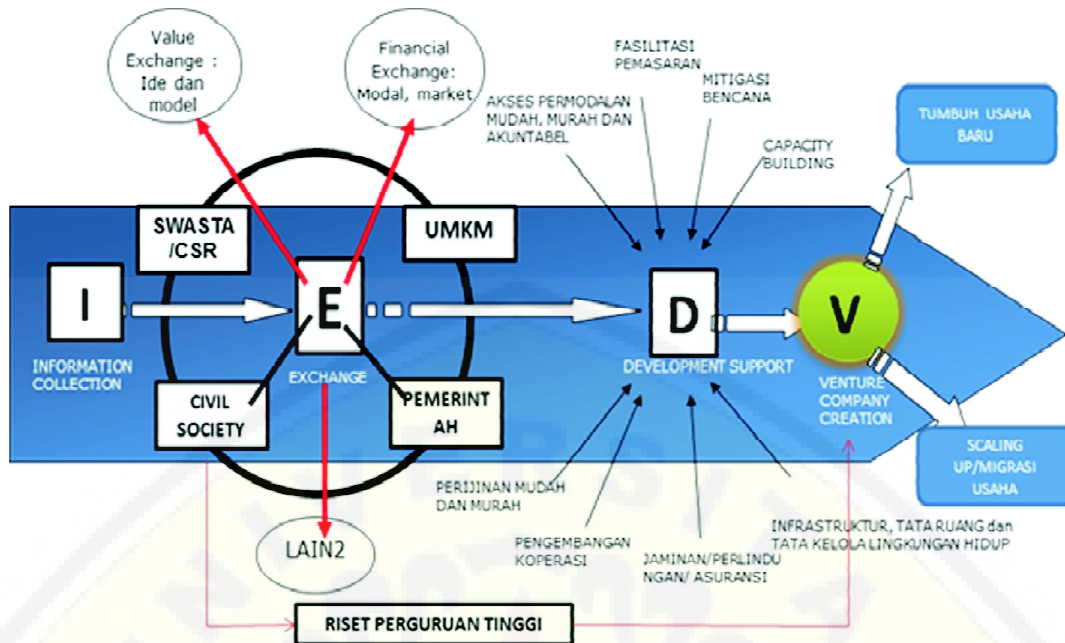 Value
Exchange :
Ide dan
model
Financial
Exchange:
Modal, market
FASILITASI
PEMASARAN
MITIGASI
BENCANA
AKSES PERMODALAN
MUDAH, MURAH DAN
AKUNTABEL
CAPACITY
BUILDING
TUMBUH USAHA
BARU
SWASTA
/CSR
UMKM
I
E
D
V
INFORMATION
COLLECTION
EXCHANGE
DEVELOPMENT SUPPORT
VENTURE
COMPANY
CREATION
CIVIL
SOCIETY
PEMERINT
AH
SCALING
UP/MIGRASI
USAHA
PERIJINAN MUDAH
DAN MURAH
PENGEMBANGAN
KOPERASI
JAMINAN/PERLINDU
NGAN/ ASURANSI
INFRASTRUKTUR, TATA RUANG dan
TATA KELOLA LINGKUNGAN HIDUP
LAIN2
RISET PERGURUAN TINGGI